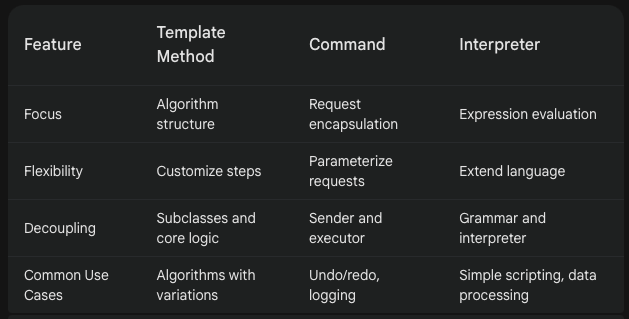 Feature
Template
Method
Command
Interpreter
Focus
Algorithm
structure
Request
encapsulation
Expression evaluation
Flexibility
Customize steps
Parameterize
requests
Extend language
Decoupling
Subclasses and
core logic
Sender and
executor
Grammar and
interpreter
Common Use
Cases
Algorithms with
variations
Undo/redo,
logging
Simple scripting, data
processing